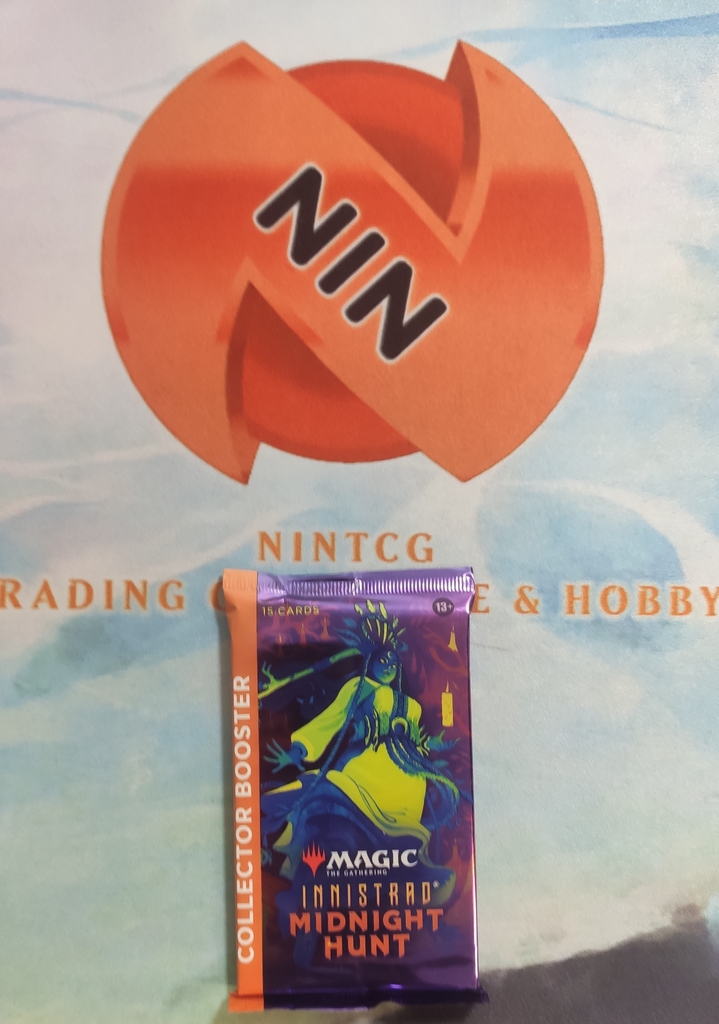 NIN
NINTCG
RADING E & HOBBY
15 CARDS
13+
COLLECTOR BOOSTER
MAGIC
THE GATHERING
INNISTRAD®
MIDNIGHT
HUNT